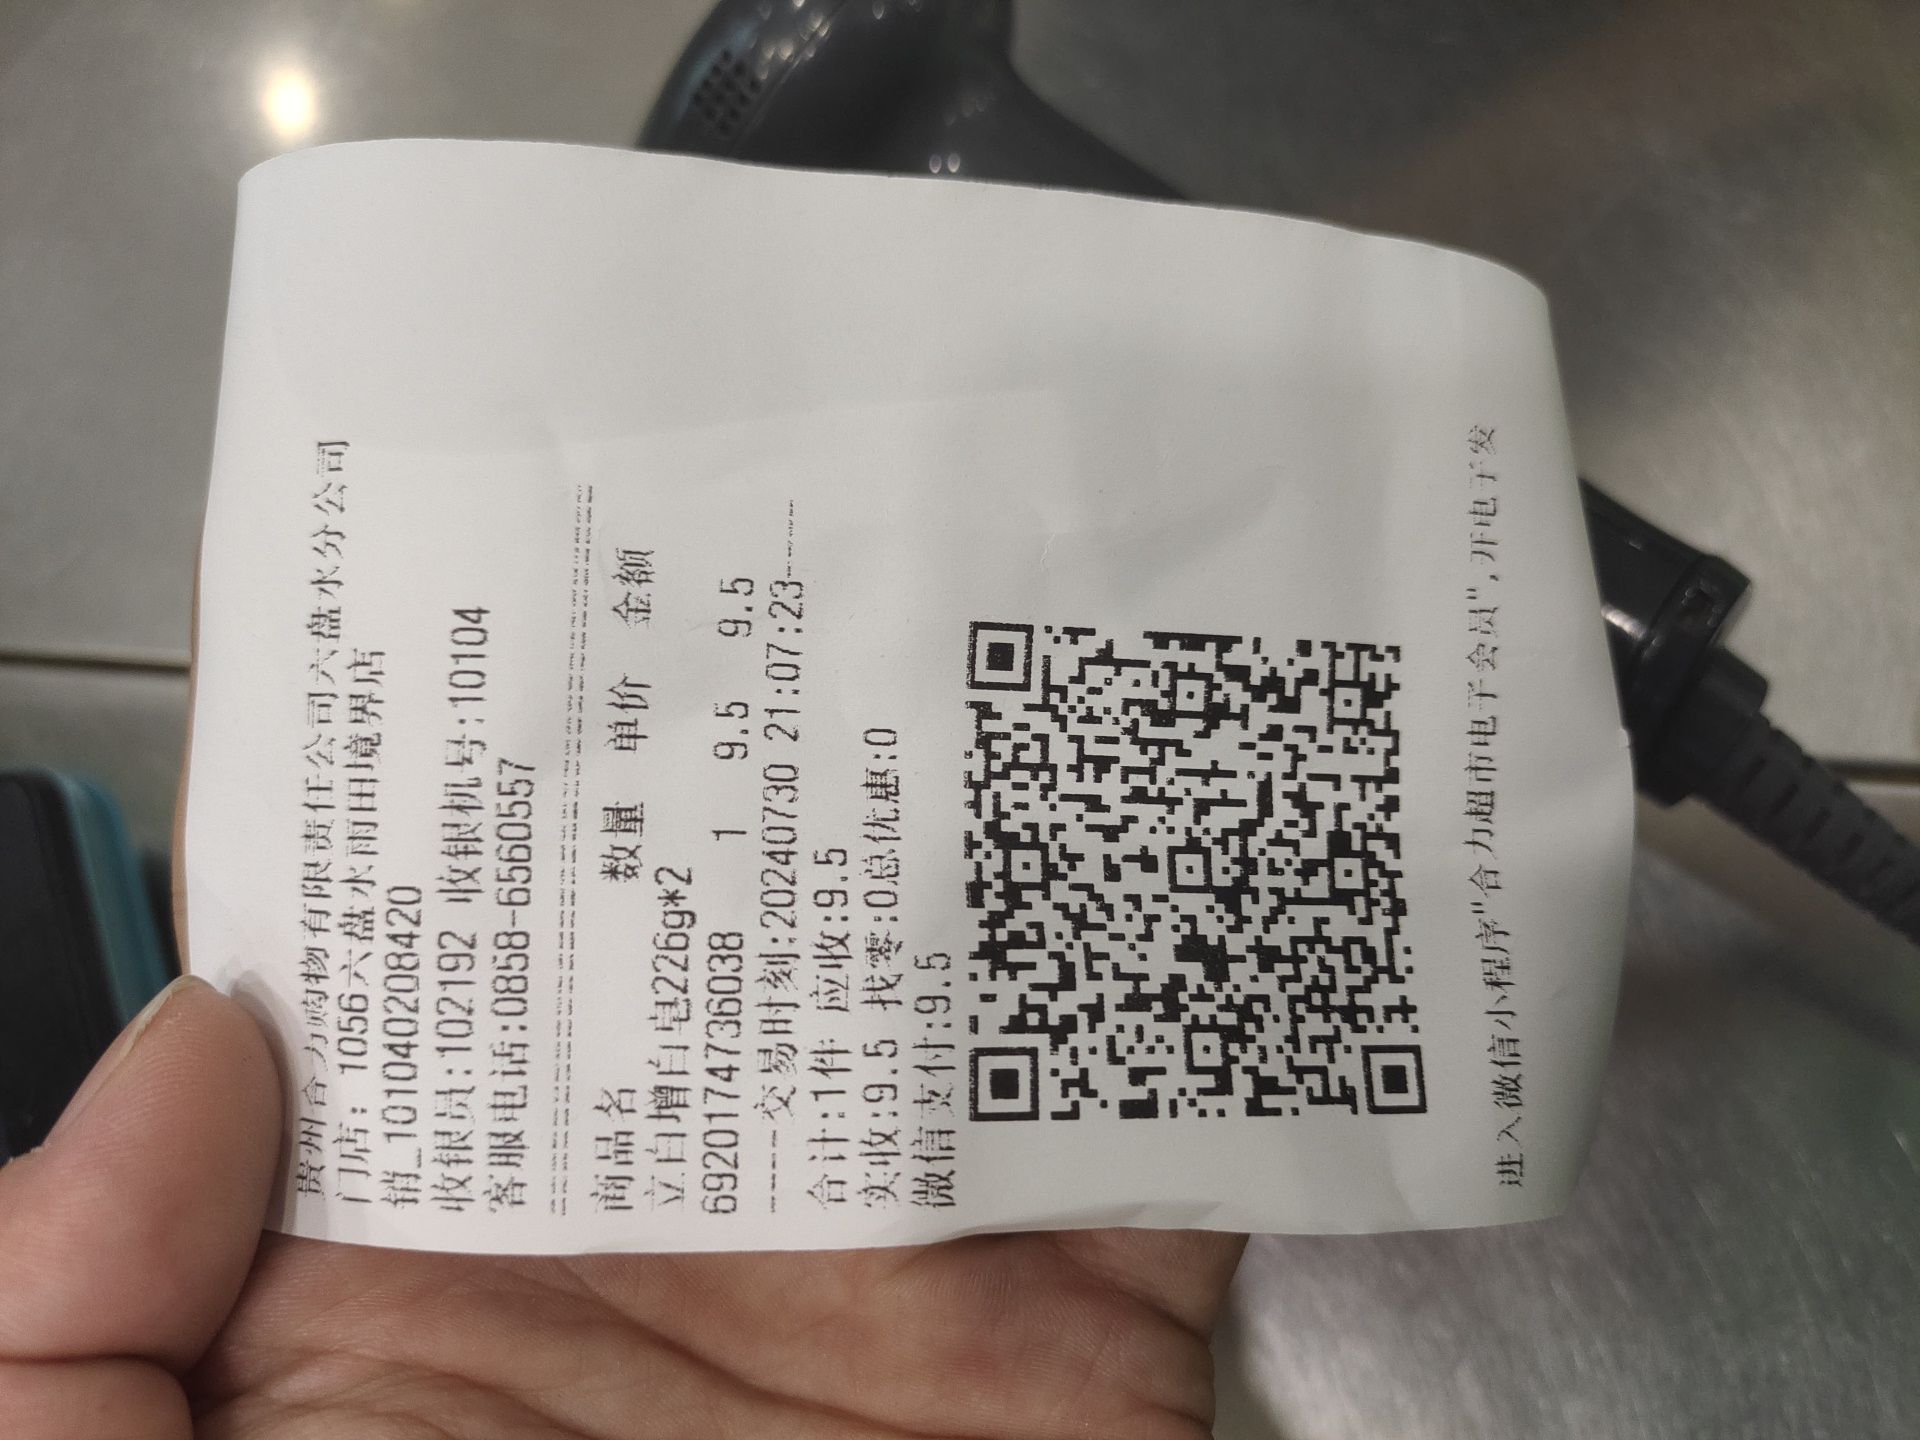 贵州合力购物有限责任公司六盘水分公司
门店: 1056六盘水雨田境界店
销_1010402084​20
收银员:102192 收银机号:10104
客服电话:0858-6560557
商品名 数量 单价 金额
立白增白皂226g*2
6920174736038 1 9.5 9.5
----交易时刻:20240730 21:07:23----
合计:1件 应收:9.5
实收:9.5 找零:0总优惠:0
微信支付:9.5
进入微信小程序"合力超市电子会员",开电子发